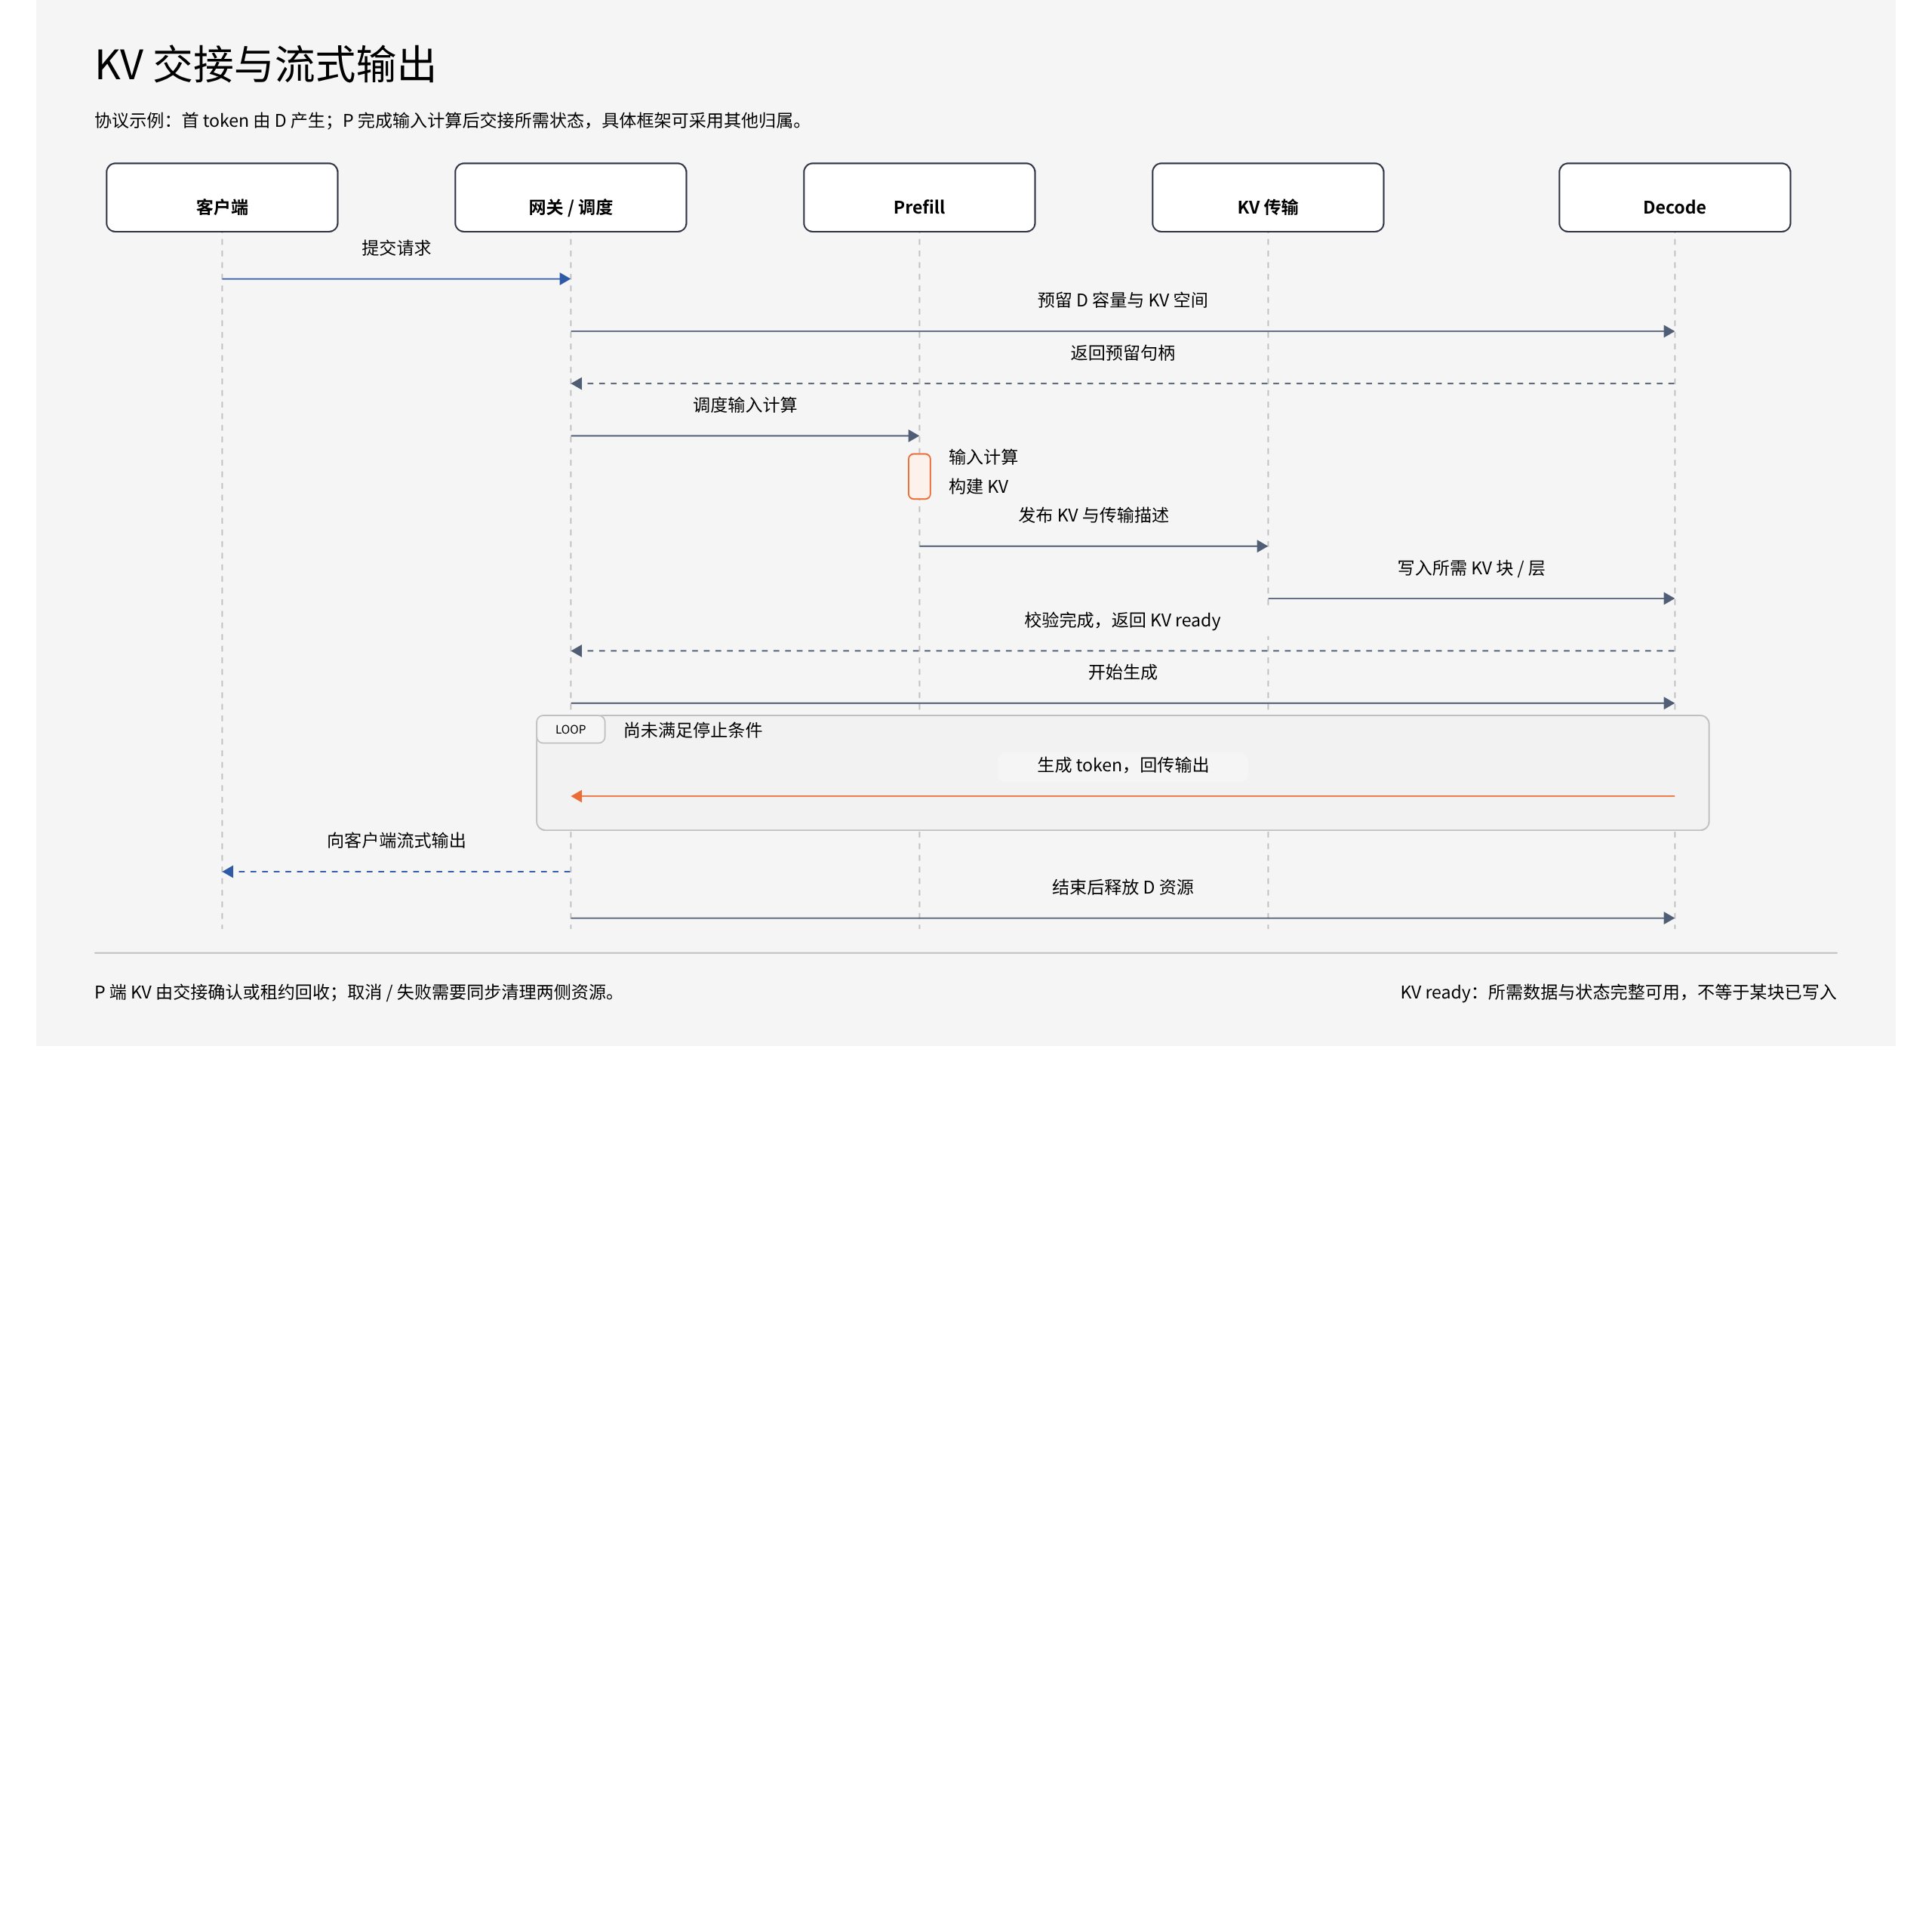 KV 交接与流式输出
协议示例：首 token 由 D 产生；P 完成输入计算后交接所需状态，具体框架可采用其他归属。
客户端
网关 / 调度
Prefill
KV 传输
Decode
提交请求
预留 D 容量与 KV 空间
返回预留句柄
调度输入计算
输入计算
构建 KV
发布 KV 与传输描述
写入所需 KV 块 / 层
校验完成，返回 KV ready
开始生成
LOOP
尚未满足停止条件
生成 token，回传输出
向客户端流式输出
结束后释放 D 资源
P 端 KV 由交接确认或租约回收；取消 / 失败需要同步清理两侧资源。
KV ready：所需数据与状态完整可用，不等于某块已写入